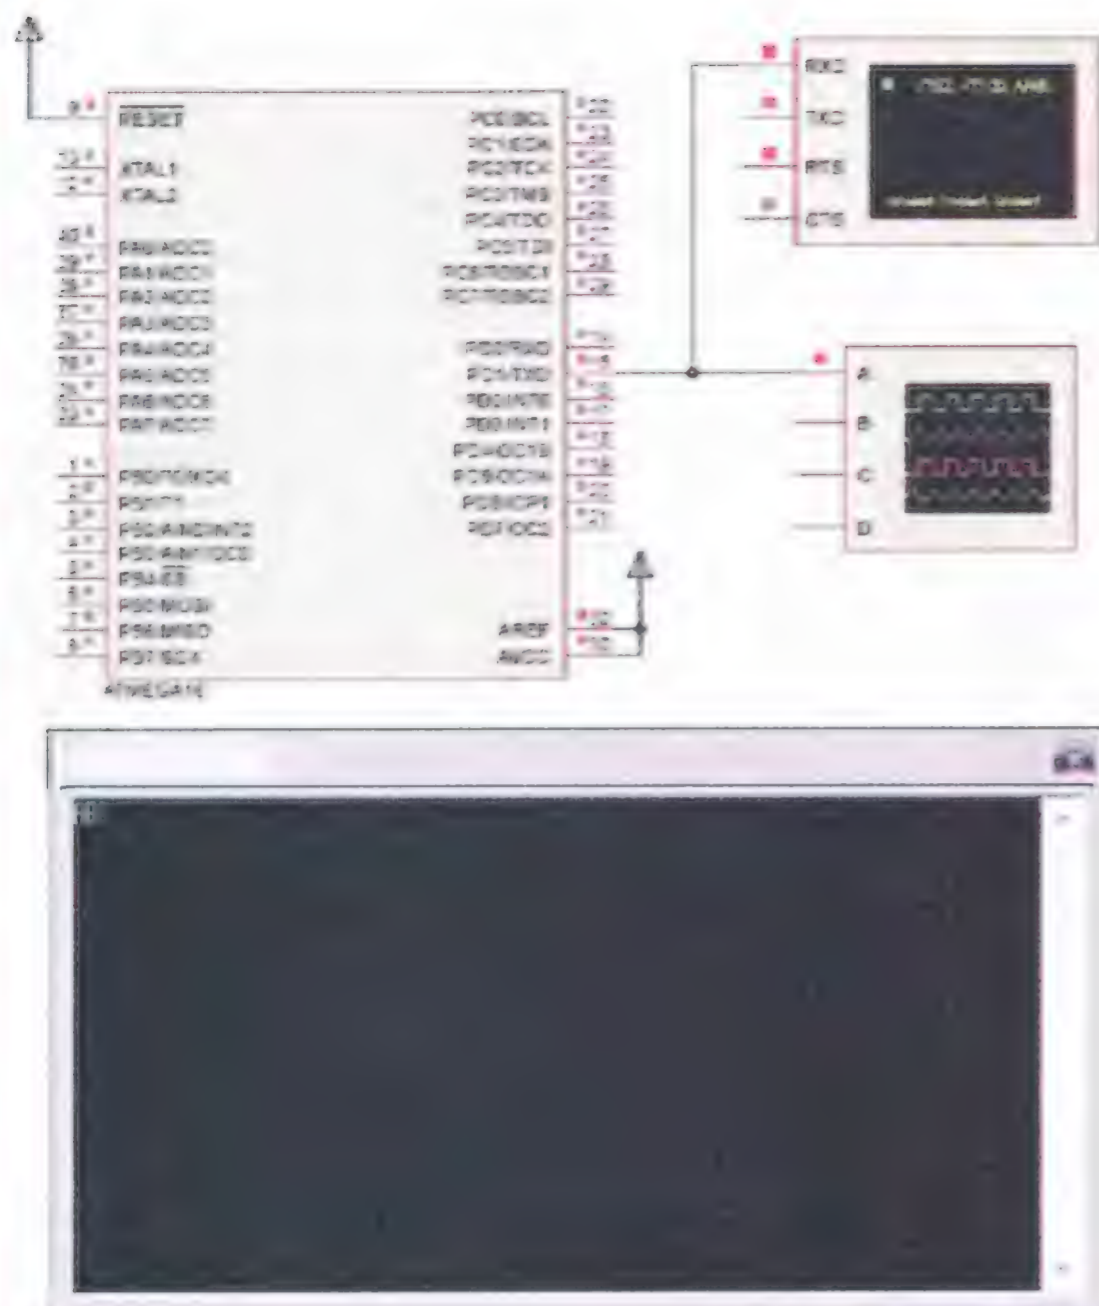 RESET
XTAL1
XTAL2
PA0/ADC0
PA1/ADC1
PA2/ADC2
PA3/ADC3
PA4/ADC4
PA5/ADC5
PA6/ADC6
PA7/ADC7
PB0/T0/XCK
PB1/T1
PB2/AIN0/INT2
PB3/AIN1/OC0
PB4/SS
PB5/MOSI
PB6/MISO
PB7/SCK
PC0/SCL
PC1/SDA
PC2/TCK
PC3/TMS
PC4/TDO
PC5/TDI
PC6/TOSC1
PC7/TOSC2
PD0/RXD
PD1/TXD
PD2/INT0
PD3/INT1
PD4/OC1B
PD5/OC1A
PD6/ICP1
PD7/OC2
AREF
AVCC
ATMEGA16
RXD
TXD
RTS
CTS
A
B
C
D